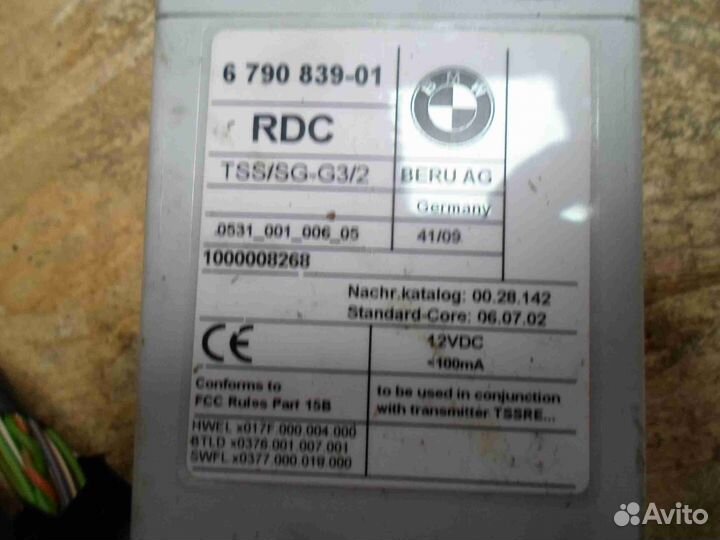 6 790 839-01
BMW
RDC
TSS/SG-G3/2
BERU AG
Germany
0531_001_006_05
41/09
1000008268
Nachr.katalog: 00.28.142
Standard-Core: 06.07.02
CE
12VDC
<100mA
Conforms to
FCC Rules Part 15B
to be used in conjunction
with transmitter TSSRE...
HWEL x017F.000.004.000
BTLD x0376.001.007.001
SWFL x0377.000.018.000
Avito